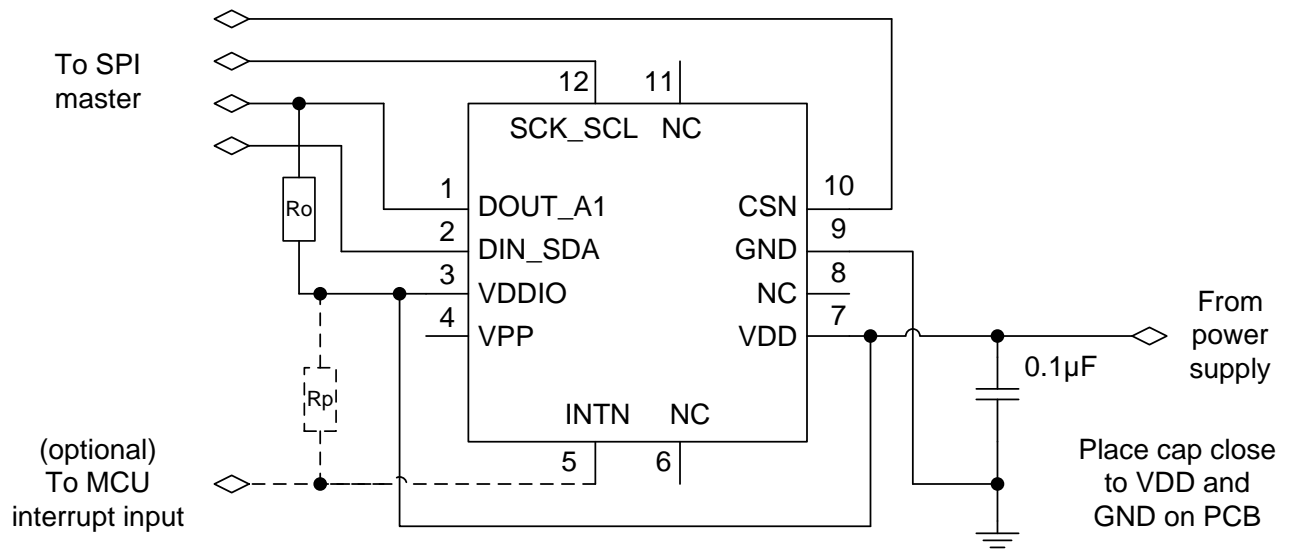 To SPI
master
12
11
SCK_SCL
NC
1
DOUT_A1
CSN
10
Ro
2
DIN_SDA
GND
9
3
VDDIO
NC
8
4
VPP
VDD
7
From
power
supply
0.1µF
Rp
INTN
NC
5
6
(optional)
To MCU
interrupt input
Place cap close
to VDD and
GND on PCB